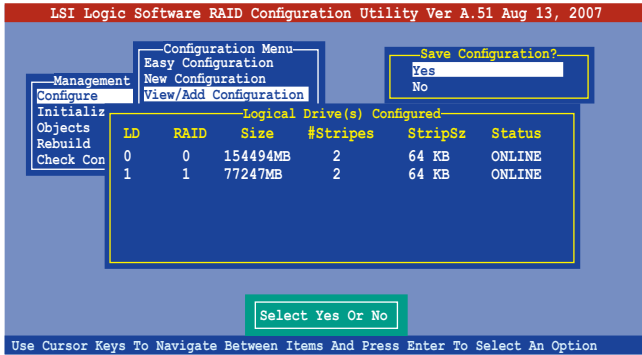 LSI Logic Software RAID Configuration Utility Ver A.51 Aug 13, 2007
Configuration Menu
Easy Configuration
New Configuration
View/Add Configuration
Save Configuration?
Yes
No
Management
Configure
Initializ
Objects
Rebuild
Check Con
Logical Drive(s) Configured
LD RAID Size #Stripes StripSz Status
0 0 154494MB 2 64 KB ONLINE
1 1 77247MB 2 64 KB ONLINE
Select Yes Or No
Use Cursor Keys To Navigate Between Items And Press Enter To Select An Option